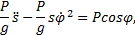 P/g s̈ − P/g sφ̇² = Pcosφ,